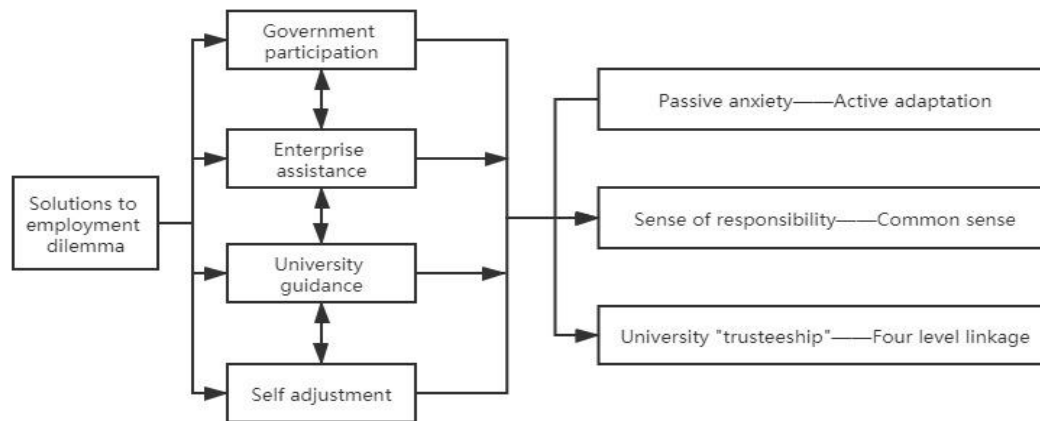 Solutions to
employment
dilemma
Government
participation
Enterprise
assistance
University
guidance
Self adjustment
Passive anxiety——Active adaptation
Sense of responsibility——Common sense
University "trusteeship"——Four level linkage